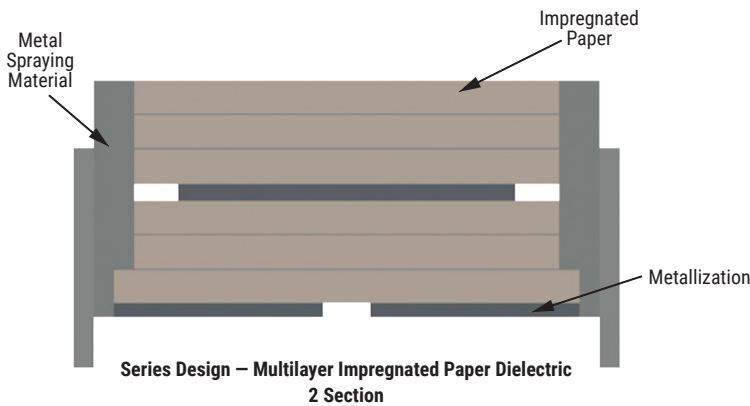 Impregnated
Paper
Metal
Spraying
Material
Metallization
Series Design — Multilayer Impregnated Paper Dielectric
2 Section